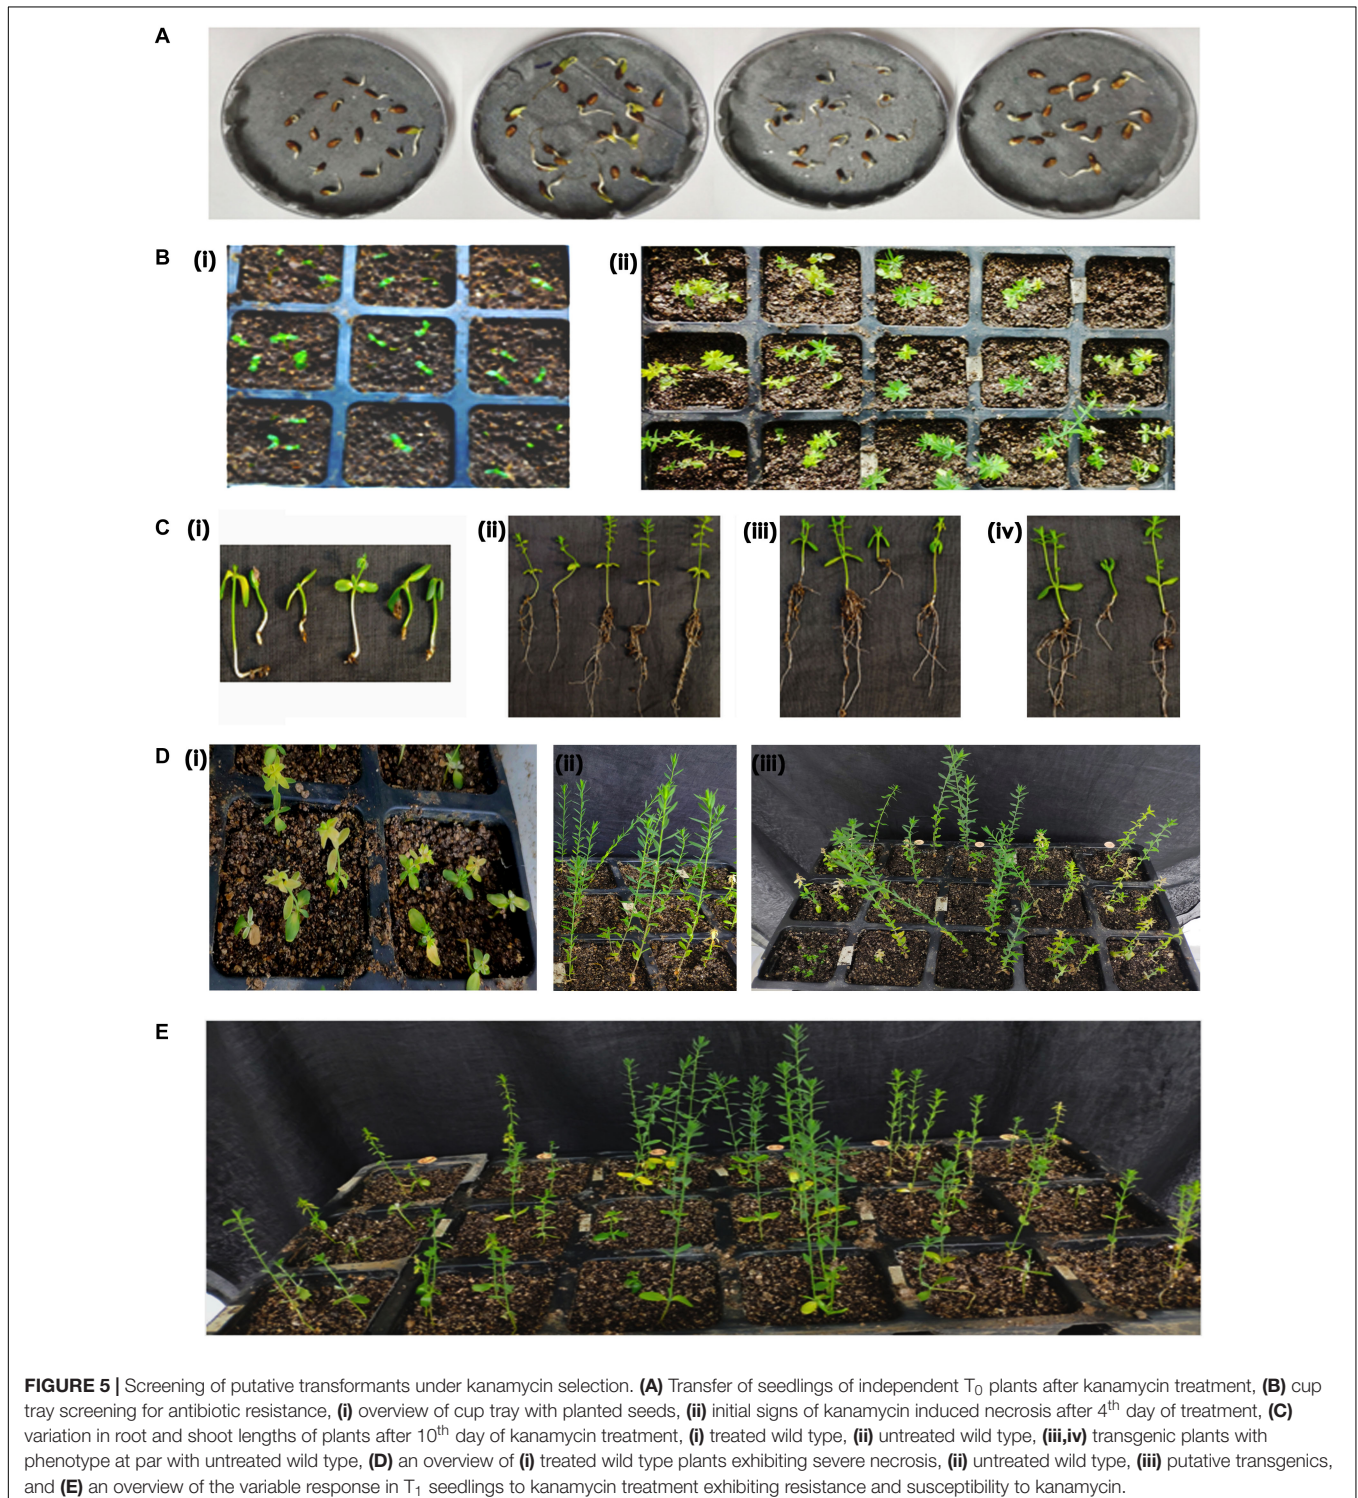 A
B (i) (ii)
C (i) (ii) (iii) (iv)
D (i) (ii) (iii)
E
FIGURE 5 | Screening of putative transformants under kanamycin selection. (A) Transfer of seedlings of independent T0 plants after kanamycin treatment, (B) cup
tray screening for antibiotic resistance, (i) overview of cup tray with planted seeds, (ii) initial signs of kanamycin induced necrosis after 4th day of treatment, (C)
variation in root and shoot lengths of plants after 10th day of kanamycin treatment, (i) treated wild type, (ii) untreated wild type, (iii,iv) transgenic plants with
phenotype at par with untreated wild type, (D) an overview of (i) treated wild type plants exhibiting severe necrosis, (ii) untreated wild type, (iii) putative transgenics,
and (E) an overview of the variable response in T1 seedlings to kanamycin treatment exhibiting resistance and susceptibility to kanamycin.